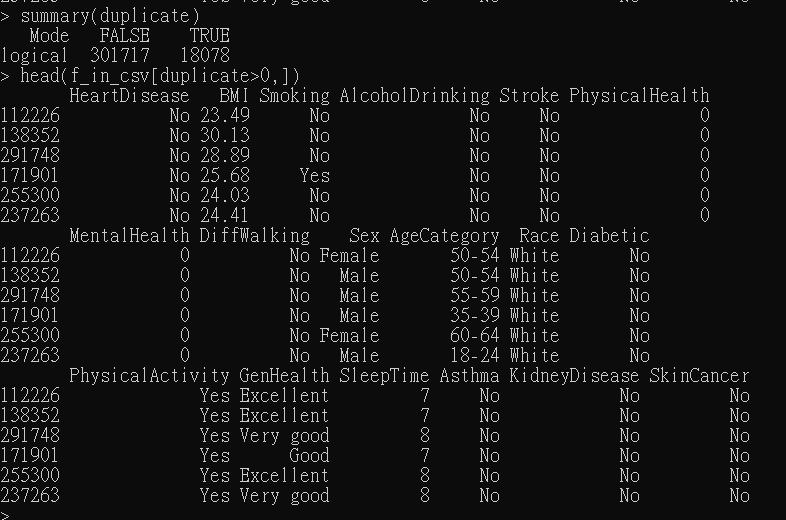 > summary(duplicate)
   Mode   FALSE    TRUE
logical  301717   18078
> head(f_in_csv[duplicate>0,])
       HeartDisease   BMI Smoking AlcoholDrinking Stroke PhysicalHealth
112226           No 23.49      No              No     No              0
138352           No 30.13      No              No     No              0
291748           No 28.89      No              No     No              0
171901           No 25.68     Yes              No     No              0
255300           No 24.03      No              No     No              0
237263           No 24.41      No              No     No              0
       MentalHealth DiffWalking    Sex AgeCategory  Race Diabetic
112226            0          No Female       50-54 White       No
138352            0          No   Male       50-54 White       No
291748            0          No   Male       55-59 White       No
171901            0          No   Male       35-39 White       No
255300            0          No Female       60-64 White       No
237263            0          No   Male       18-24 White       No
       PhysicalActivity GenHealth SleepTime Asthma KidneyDisease SkinCancer
112226              Yes Excellent         7     No            No         No
138352              Yes Excellent         7     No            No         No
291748              Yes Very good         8     No            No         No
171901              Yes      Good         7     No            No         No
255300              Yes Excellent         8     No            No         No
237263              Yes Very good         8     No            No         No
>